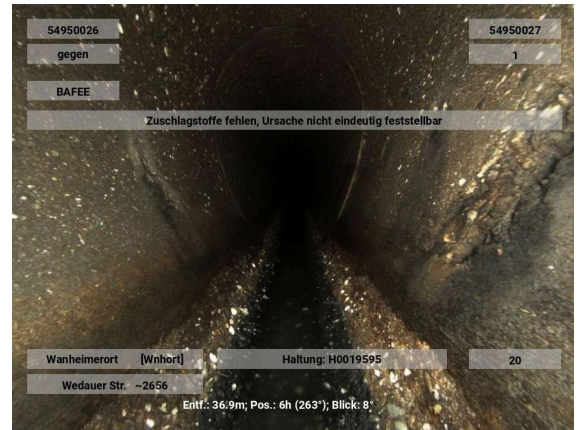 54950026 54950027
gegen 1
BAFEE
Zuschlagstoffe fehlen, Ursache nicht eindeutig feststellbar
Wanheimerort [Wnhort] Haltung: H0019595 20
Wedauer Str. ~2656
Entf.: 36.9m; Pos.: 6h (263°); Blick: 8°